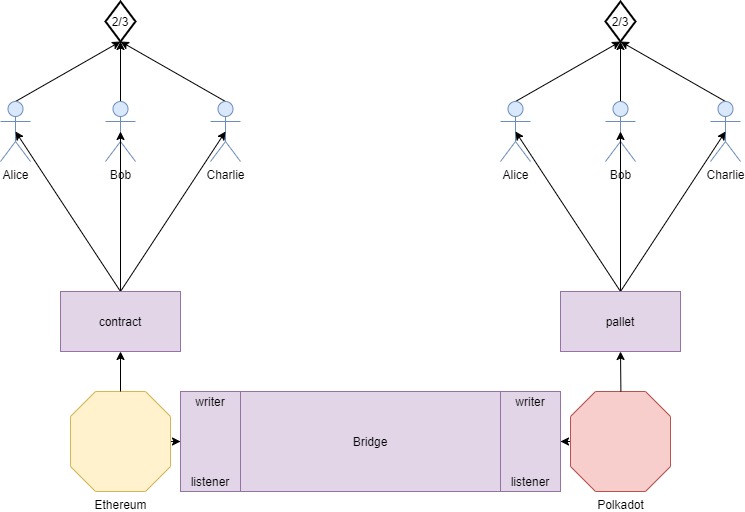 2/3
2/3
Alice
Bob
Charlie
Alice
Bob
Charlie
contract
pallet
writer
writer
Bridge
listener
listener
Ethereum
Polkadot